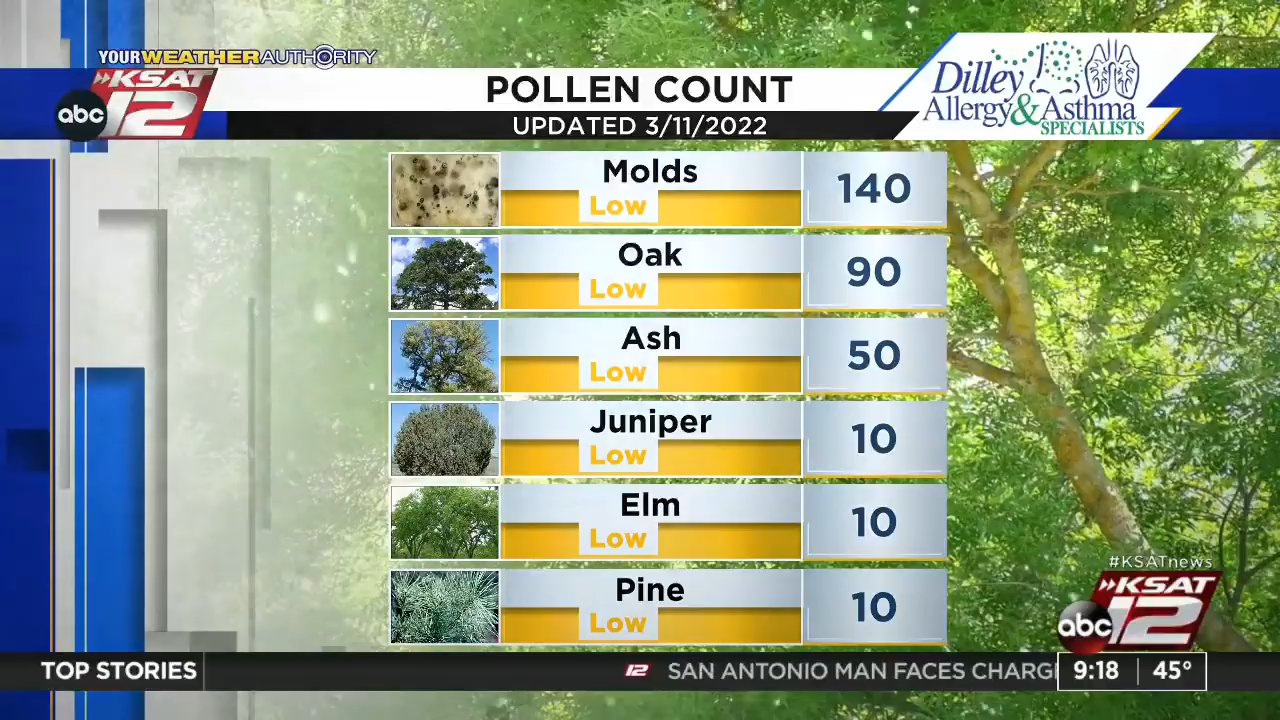 YOUR WEATHER AUTHORITY
KSAT
abc 12
POLLEN COUNT
UPDATED 3/11/2022
Dilley
Allergy & Asthma
SPECIALISTS
Molds
Low
140
Oak
Low
90
Ash
Low
50
Juniper
Low
10
Elm
Low
10
Pine
Low
10
#KSATnews
KSAT
abc 12
TOP STORIES
12 SAN ANTONIO MAN FACES CHARG
9:18 45°